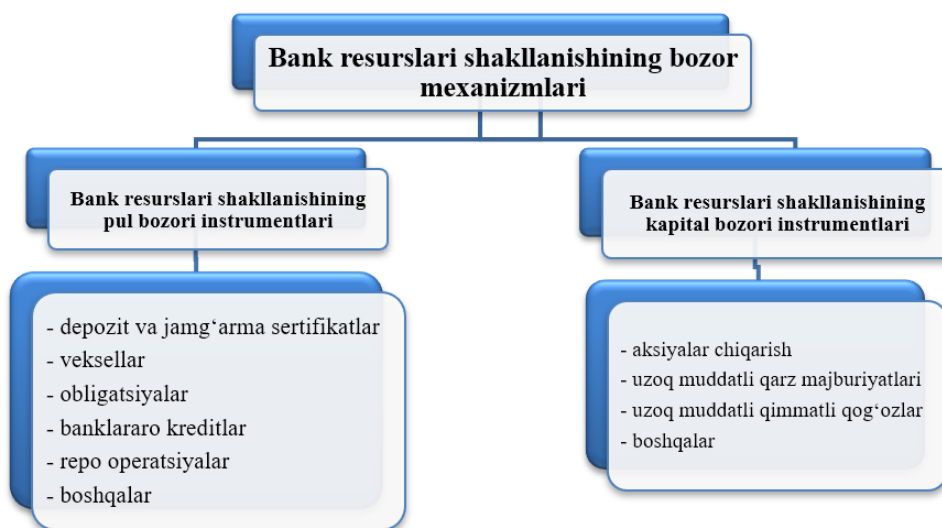 Bank resurslari shakllanishining bozor
mexanizmlari
Bank resurslari shakllanishining
pul bozori instrumentlari
- depozit va jamg‘arma sertifikatlar
- veksellar
- obligatsiyalar
- banklararo kreditlar
- repo operatsiyalar
- boshqalar
Bank resurslari shakllanishining
kapital bozori instrumentlari
- aksiyalar chiqarish
- uzoq muddatli qarz majburiyatlari
- uzoq muddatli qimmatli qog‘ozlar
- boshqalar